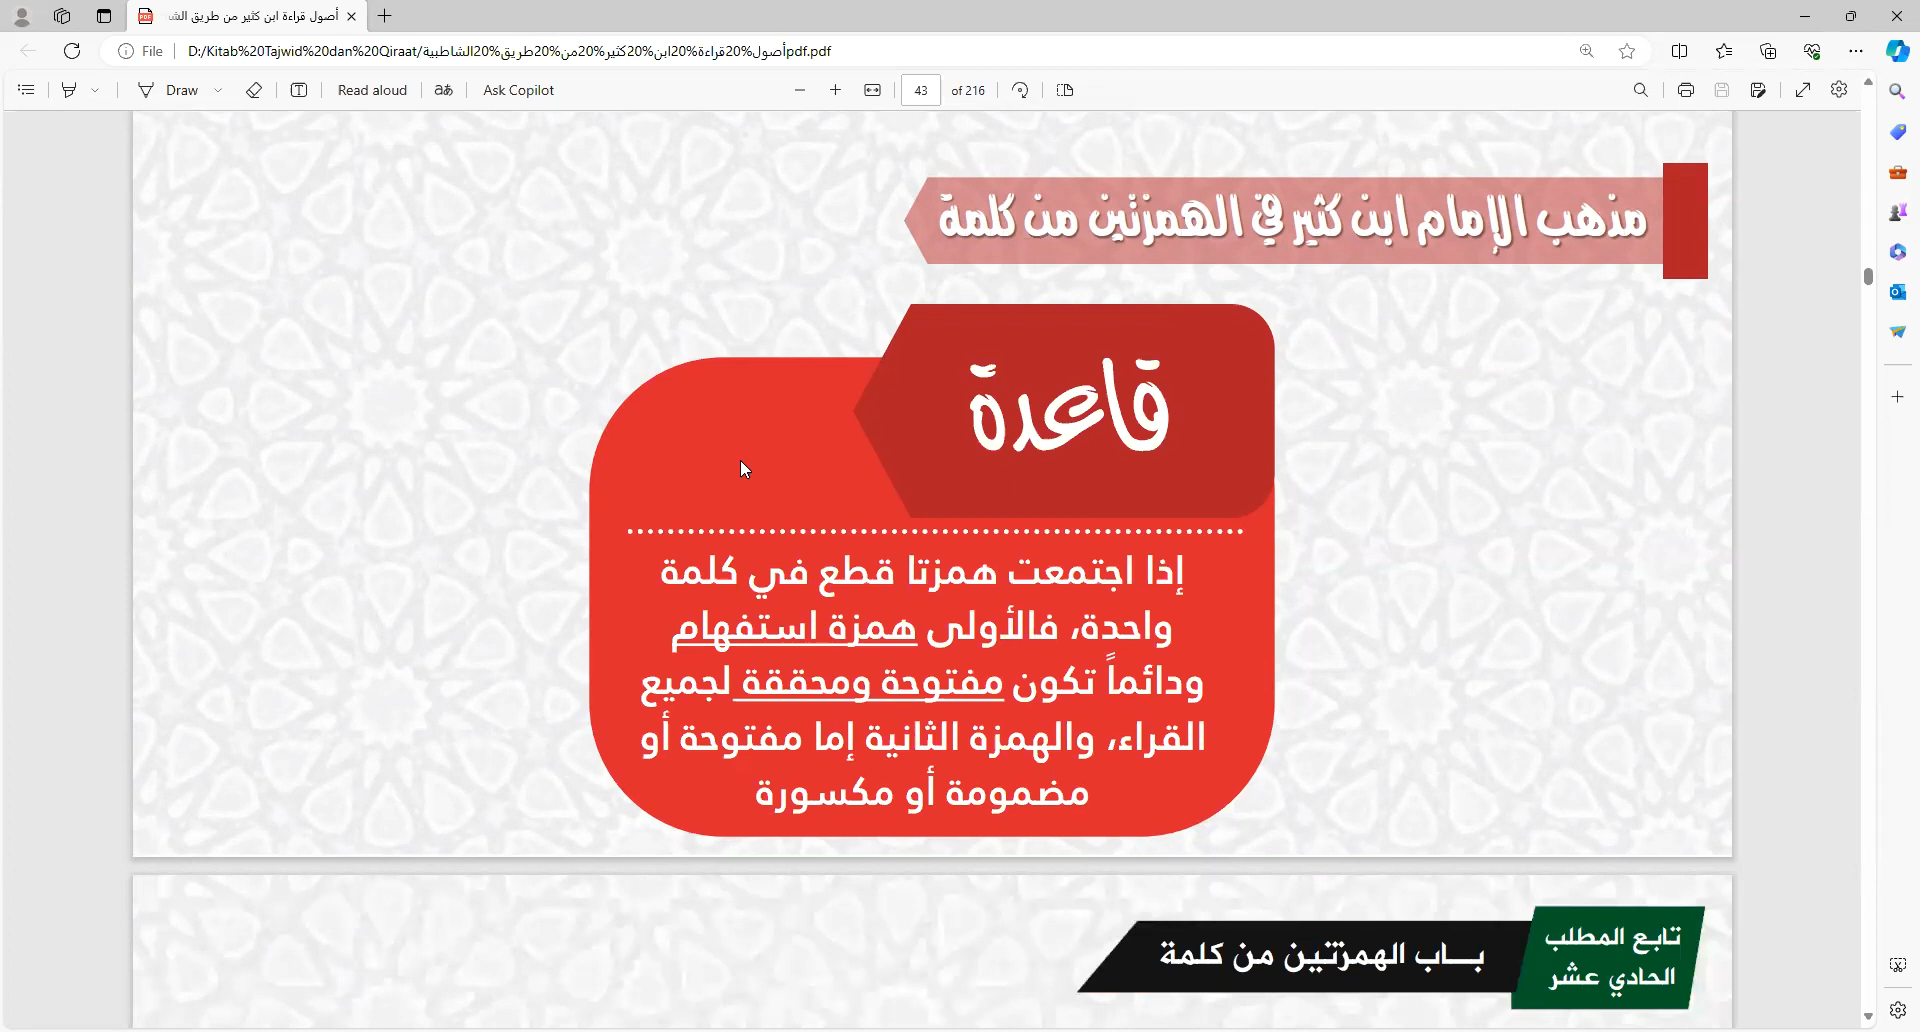 أصول قراءة ابن كثير من طريق الش
File
D:/Kitab%20Tajwid%20dan%20Qiraat/أصول%20قراءة%20ابن%20كثير%20من%20طريق%20الشاطبيةpdf.pdf
Draw
Read aloud
Ask Copilot
43 of 216
مذهب الإمام ابن كثير في الهمزتين من كلمة
قاعدة
إذا اجتمعت همزتا قطع في كلمة
واحدة، فالأولى همزة استفهام
ودائماً تكون مفتوحة ومحققة لجميع
القراء، والهمزة الثانية إما مفتوحة أو
مضمومة أو مكسورة
تابع المطلب
الحادي عشر
بــاب الهمزتين من كلمة